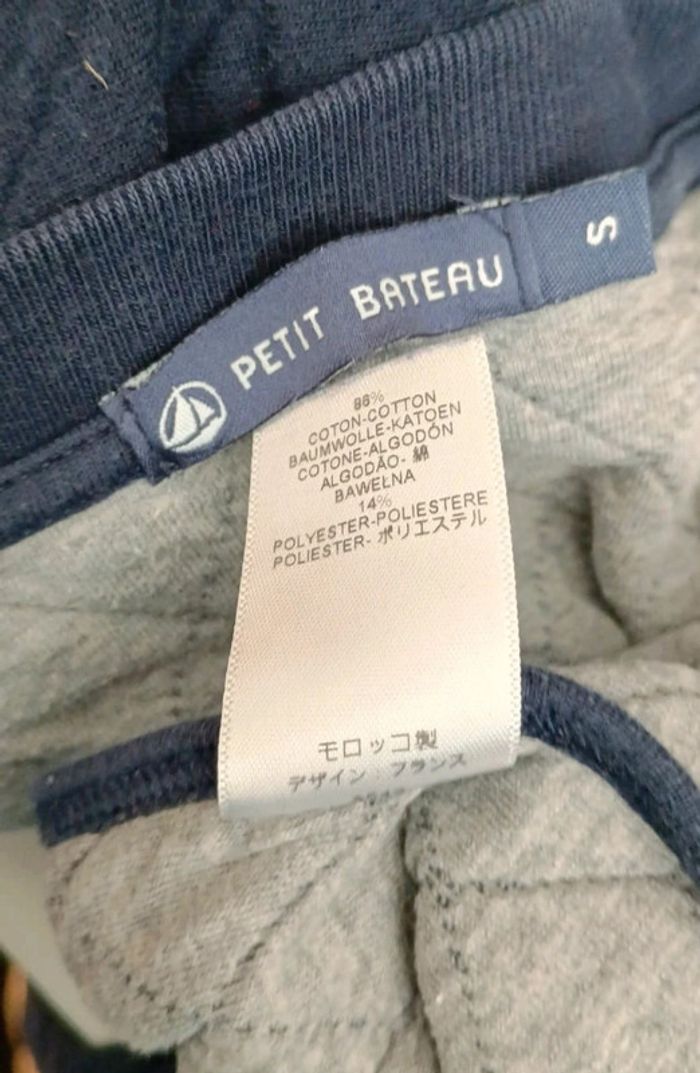 PETIT BATEAU
S
86%
COTON-COTTON
BAUMWOLLE-KATOEN
COTONE-ALGODÓN
ALGODÃO- 綿
BAWEŁNA
14%
POLYESTER-POLIESTERE
POLIESTER- ポリエステル
モロッコ製
デザイン：フランス